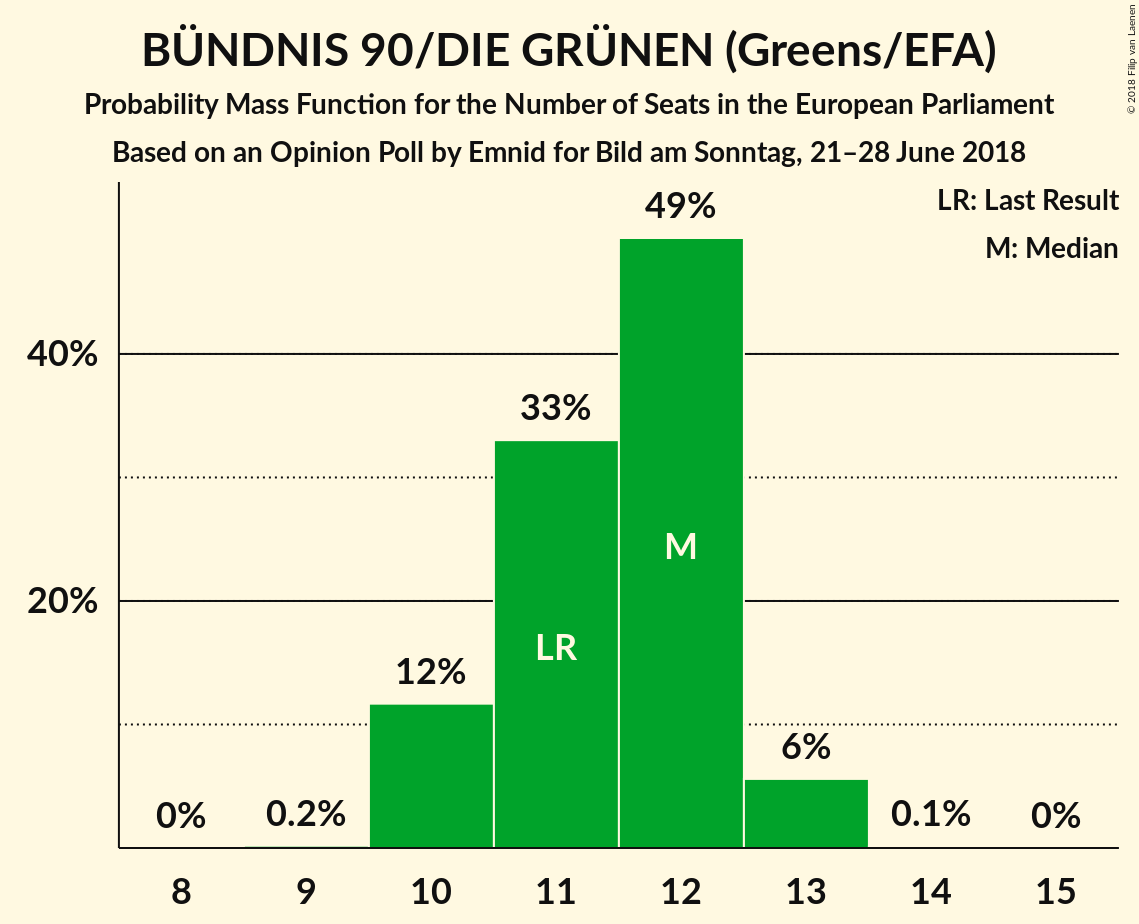 BÜNDNIS 90/DIE GRÜNEN (Greens/EFA)
Probability Mass Function for the Number of Seats in the European Parliament
Based on an Opinion Poll by Emnid for Bild am Sonntag, 21–28 June 2018
© 2018 Filip van Laenen
LR: Last Result
M: Median
49%
40%
33%
M
20%
LR
12%
6%
0%
0.2%
0.1%
0%
8 9 10 11 12 13 14 15